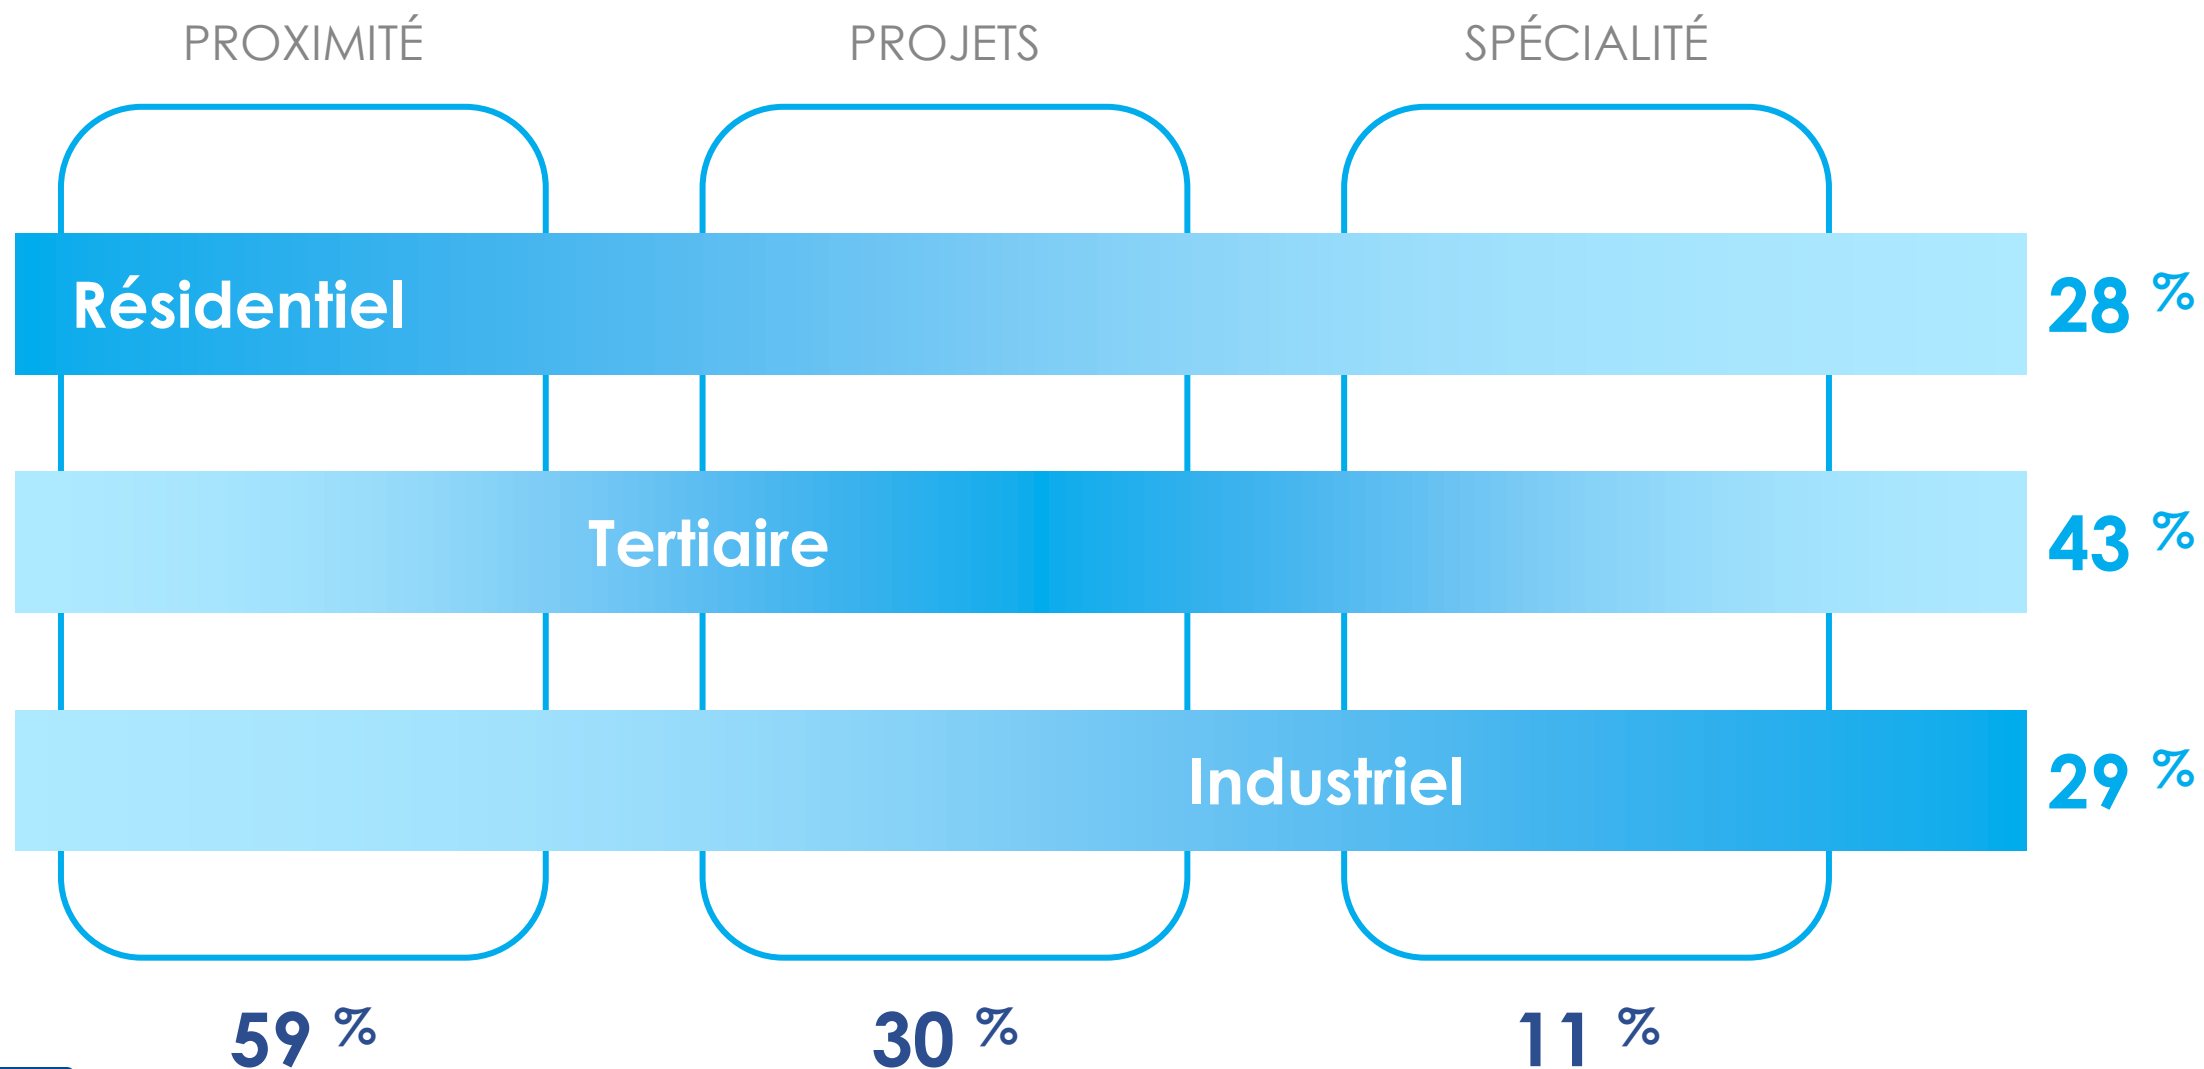 PROXIMITÉ PROJETS SPÉCIALITÉ
Résidentiel 28 %
Tertiaire 43 %
Industriel 29 %
59 % 30 % 11 %